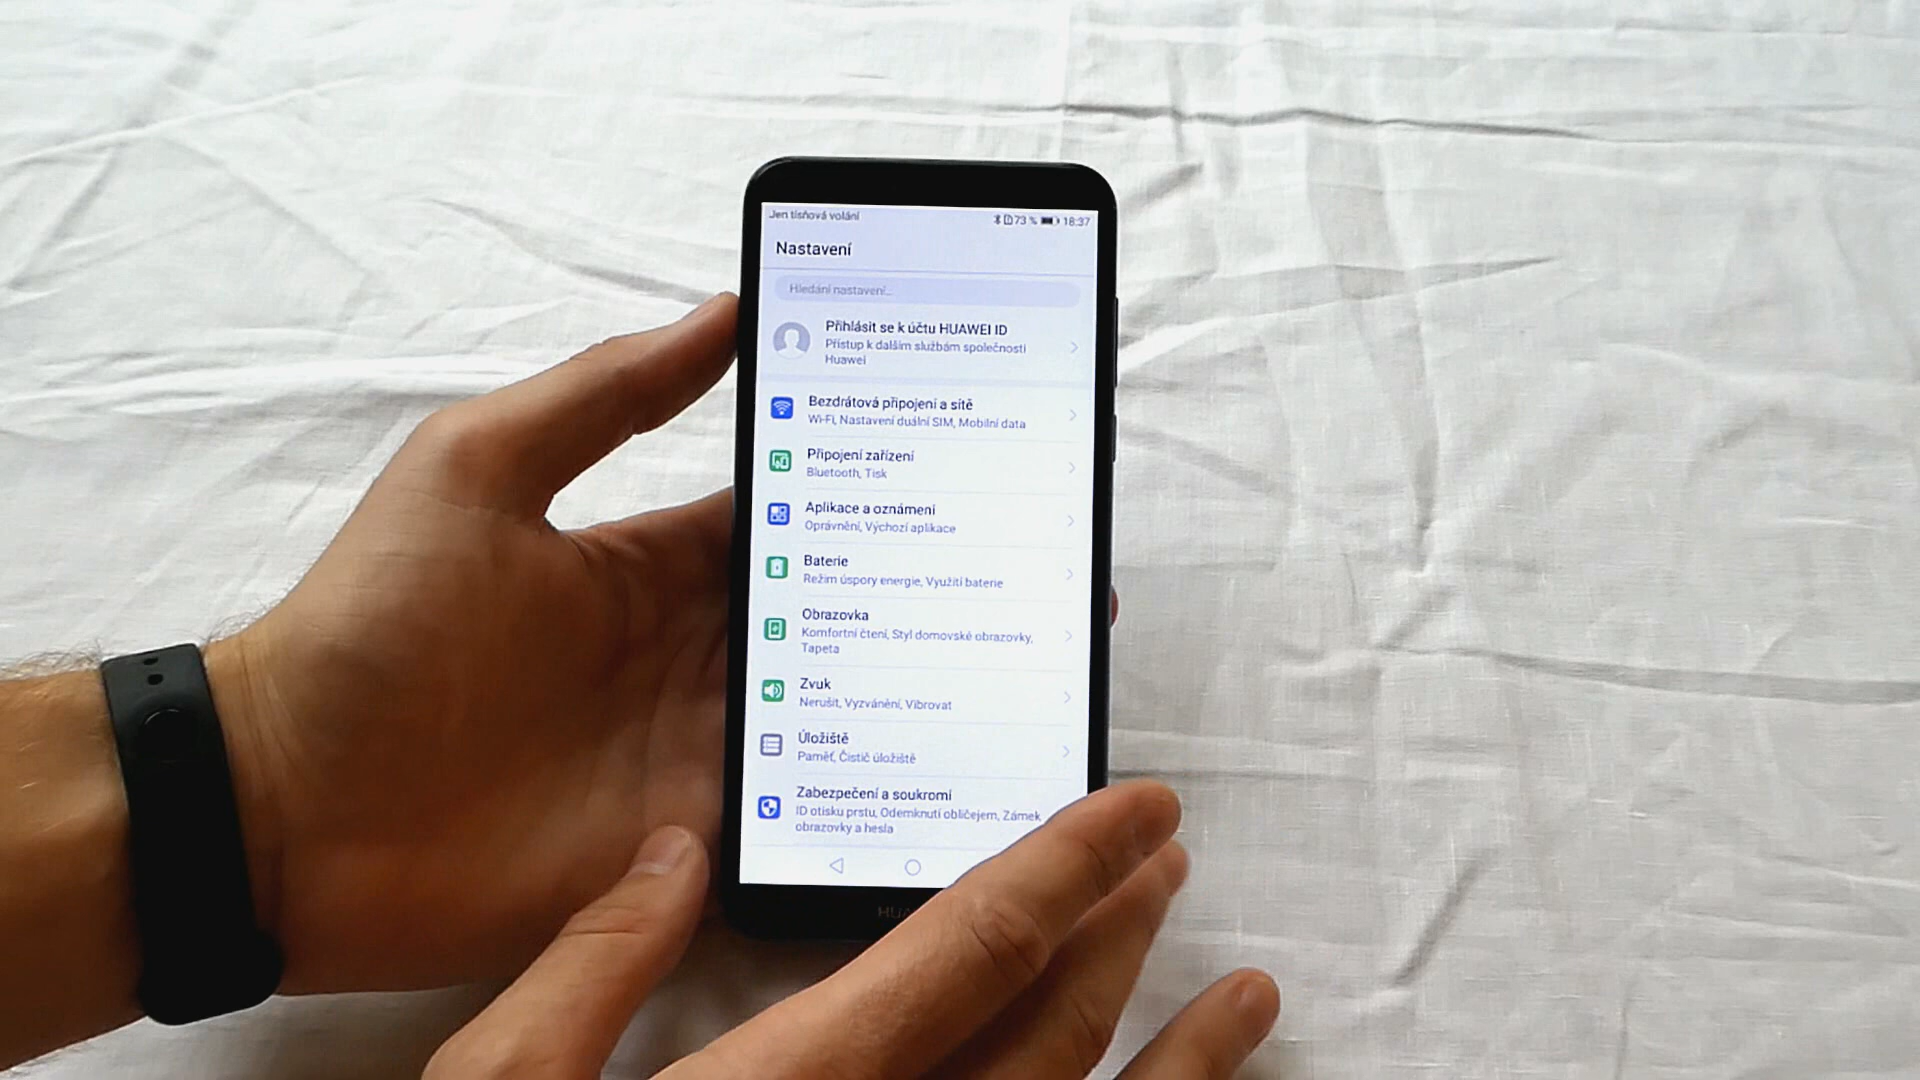 Jen tísňová volání 73 % 18:37
Nastavení
Hledání nastavení...
Přihlásit se k účtu HUAWEI ID
Přístup k dalším službám společnosti
Huawei
Bezdrátová připojení a sítě
Wi-Fi, Nastavení duální SIM, Mobilní data
Připojení zařízení
Bluetooth, Tisk
Aplikace a oznámení
Oprávnění, Výchozí aplikace
Baterie
Režim úspory energie, Využití baterie
Obrazovka
Komfortní čtení, Styl domovské obrazovky,
Tapeta
Zvuk
Nerušit, Vyzvánění, Vibrovat
Úložiště
Paměť, Čistič úložiště
Zabezpečení a soukromí
ID otisku prstu, Odemknutí obličejem, Zámek
obrazovky a hesla